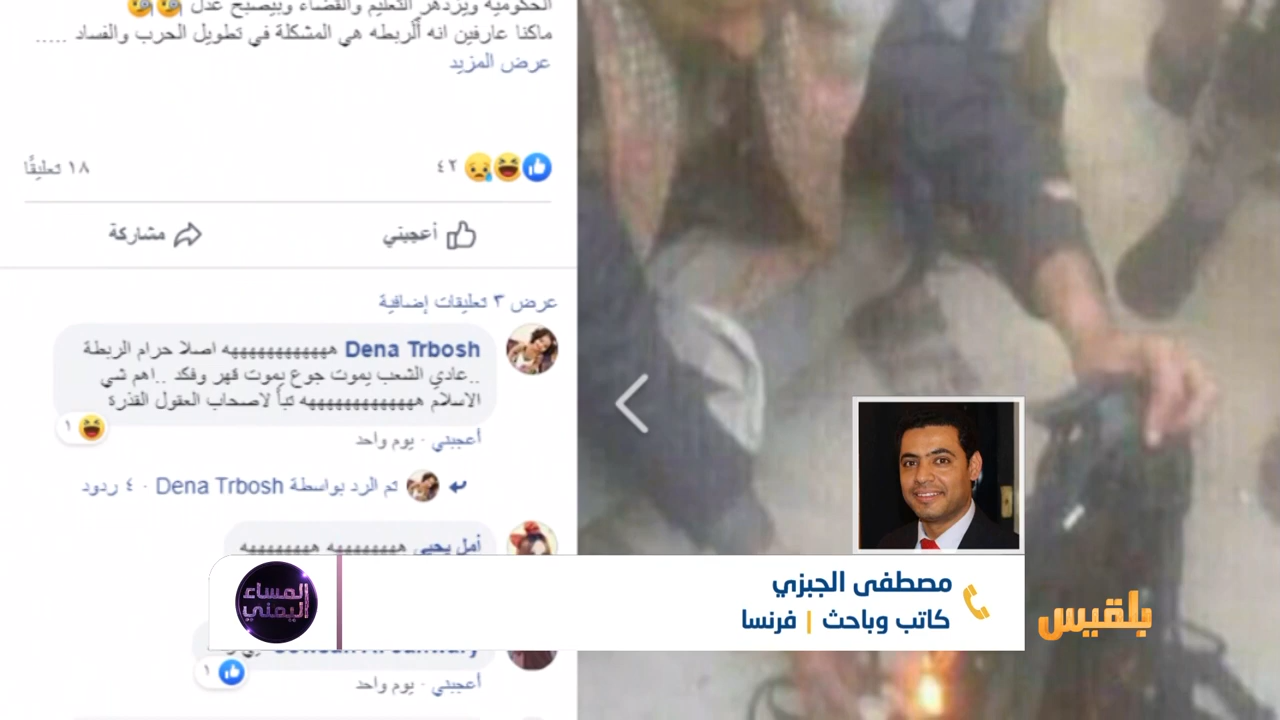 الحكومية ويزدهر التعليم والقضاء ويصبح عدل
ماكنا عارفين انه الربطه هي المشكلة في تطويل الحرب والفساد .....
عرض المزيد
٤٢
١٨ تعليقًا
أعجبني
مشاركة
عرض ٣ تعليقات إضافية
Dena Trbosh هههههههههههه اصلا حرام الربطة
..عادي الشعب يموت جوع يموت قهر وفكد ..اهم شي
الاسلام ههههههههههههه تبأ لاصحاب العقول القذرة
١
أعجبني · يوم واحد
تم الرد بواسطة Dena Trbosh · ٤ ردود
أمل يحيى هههههههه هههههههه
١
أعجبني · يوم واحد
مصطفى الجبزي
كاتب وباحث | فرنسا
المساء
اليمني
بلقيس